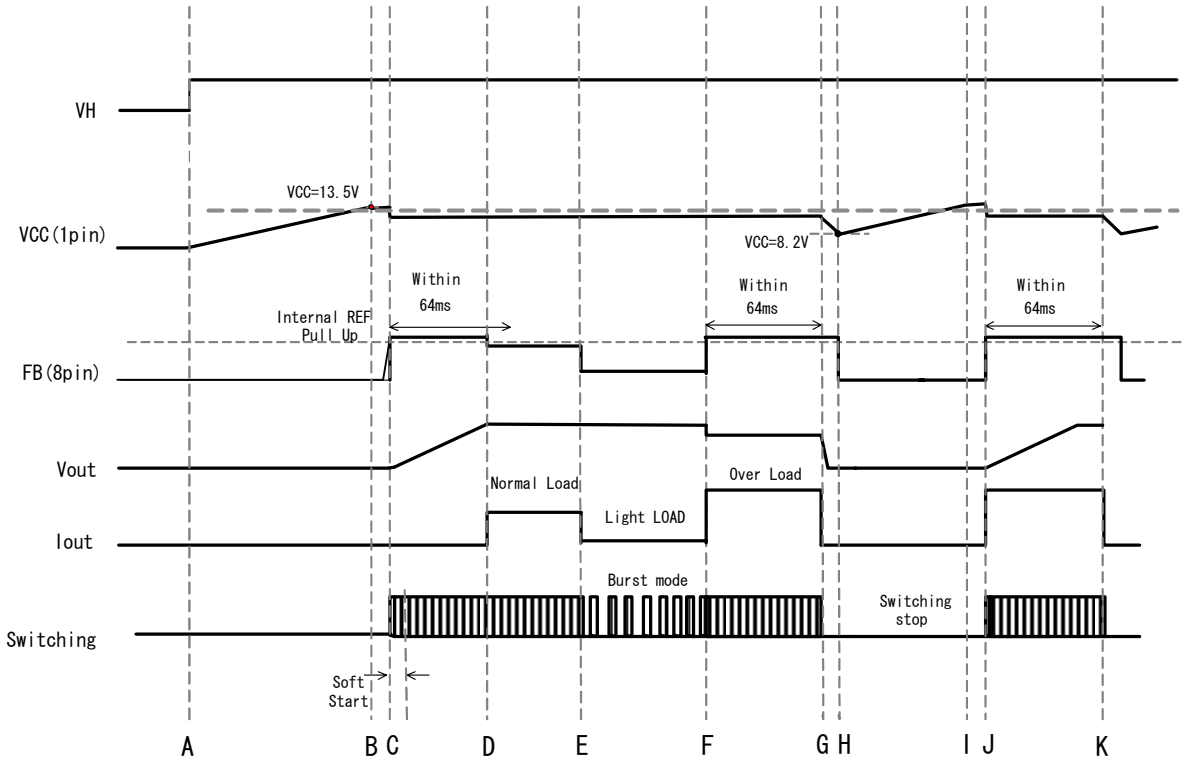 VH
VCC=13.5V
VCC(1pin)
VCC=8.2V
Within
64ms
Within
64ms
Within
64ms
Internal REF
Pull Up
FB(8pin)
Vout
Normal Load
Over Load
Light LOAD
Iout
Burst mode
Switching
stop
Switching
Soft
Start
A B C D E F G H I J K